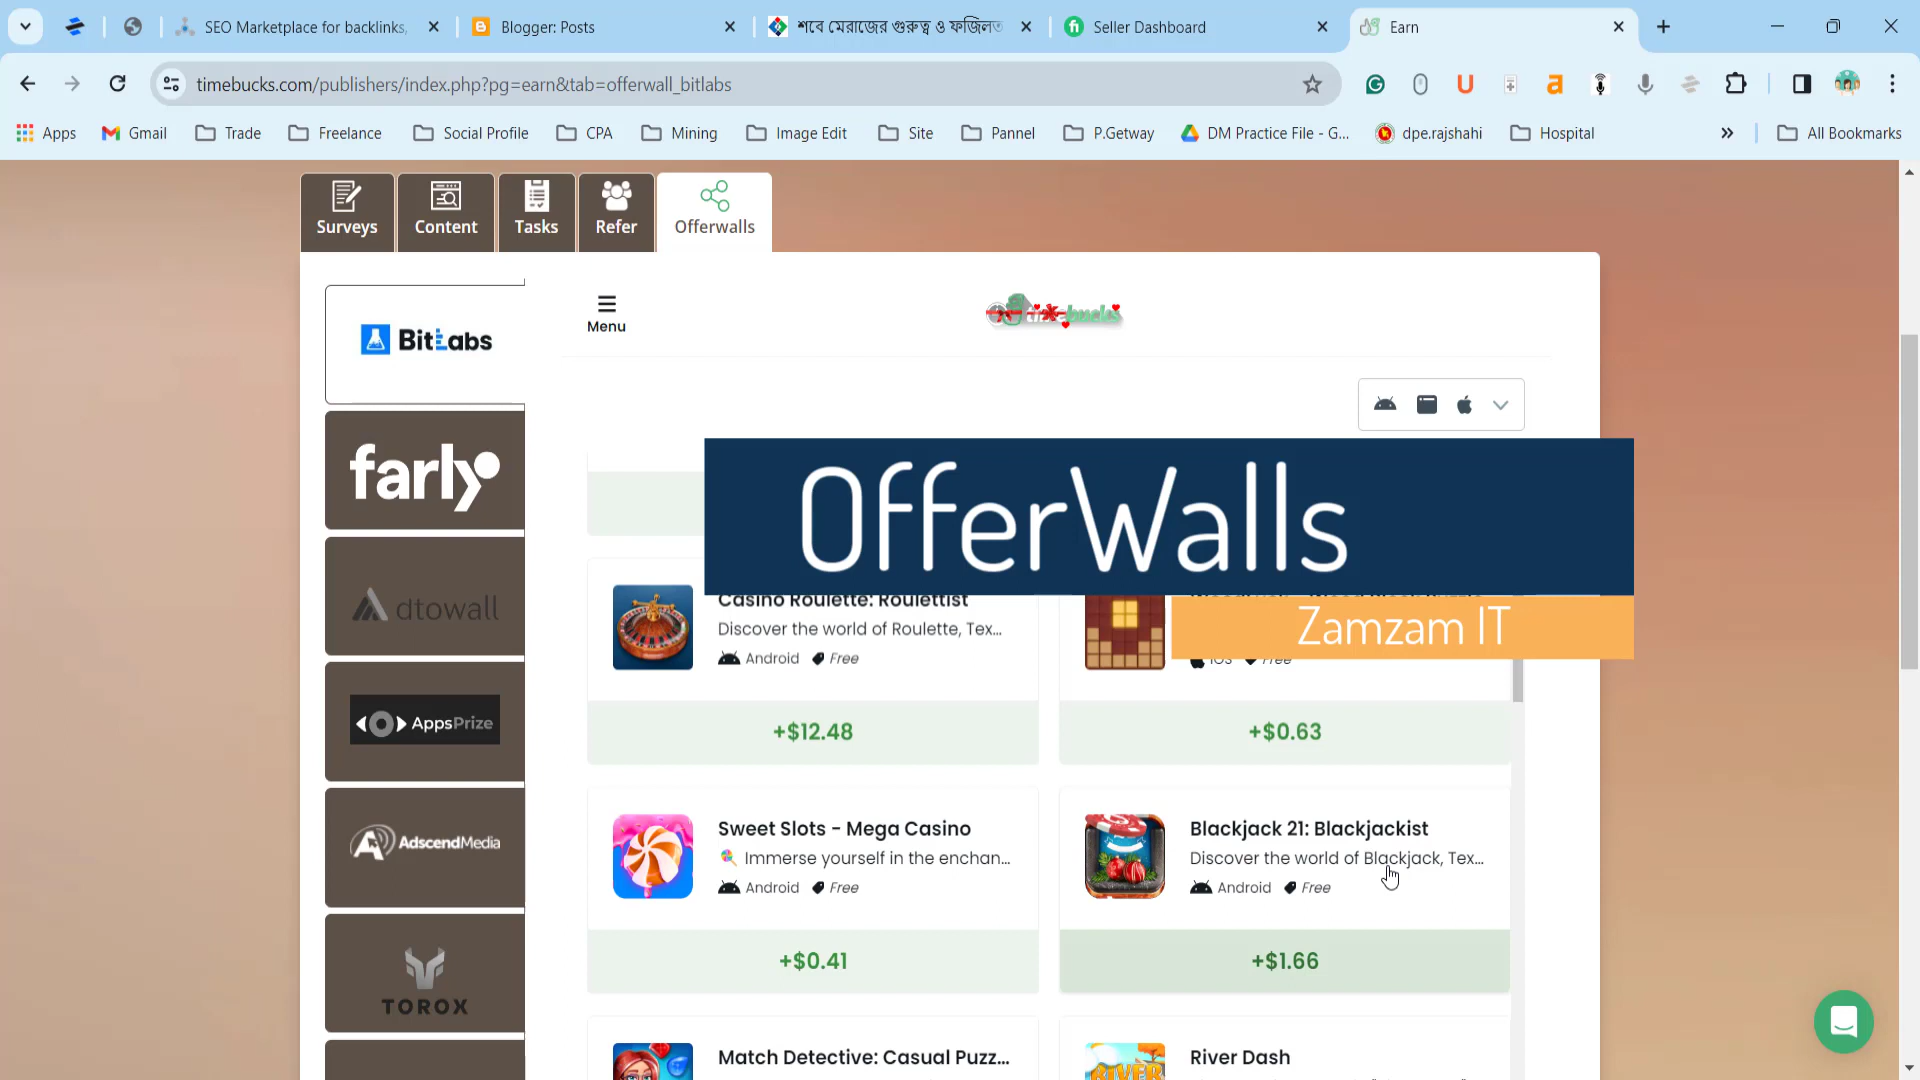 SEO Marketplace for backlinks,
Blogger: Posts
শবে মেরাজের গুরুত্ব ও ফজিলত
Seller Dashboard
Earn
timebucks.com/publishers/index.php?pg=earn&tab=offerwall_bitlabs
Apps
Gmail
Trade
Freelance
Social Profile
CPA
Mining
Image Edit
Site
Pannel
P.Getway
DM Practice File - G...
dpe.rajshahi
Hospital
All Bookmarks
Surveys
Content
Tasks
Refer
Offerwalls
BitLabs
Menu
timebucks
farly
OfferWalls
Zamzam IT
Casino Roulette: Roulettist
Discover the world of Roulette, Tex...
Android Free
iOS Free
dtowall
+$12.48
+$0.63
AppsPrize
Sweet Slots - Mega Casino
Immerse yourself in the enchan...
Android Free
Blackjack 21: Blackjackist
Discover the world of Blackjack, Tex...
Android Free
AdscendMedia
+$0.41
+$1.66
TOROX
Match Detective: Casual Puzz...
River Dash
RIVER